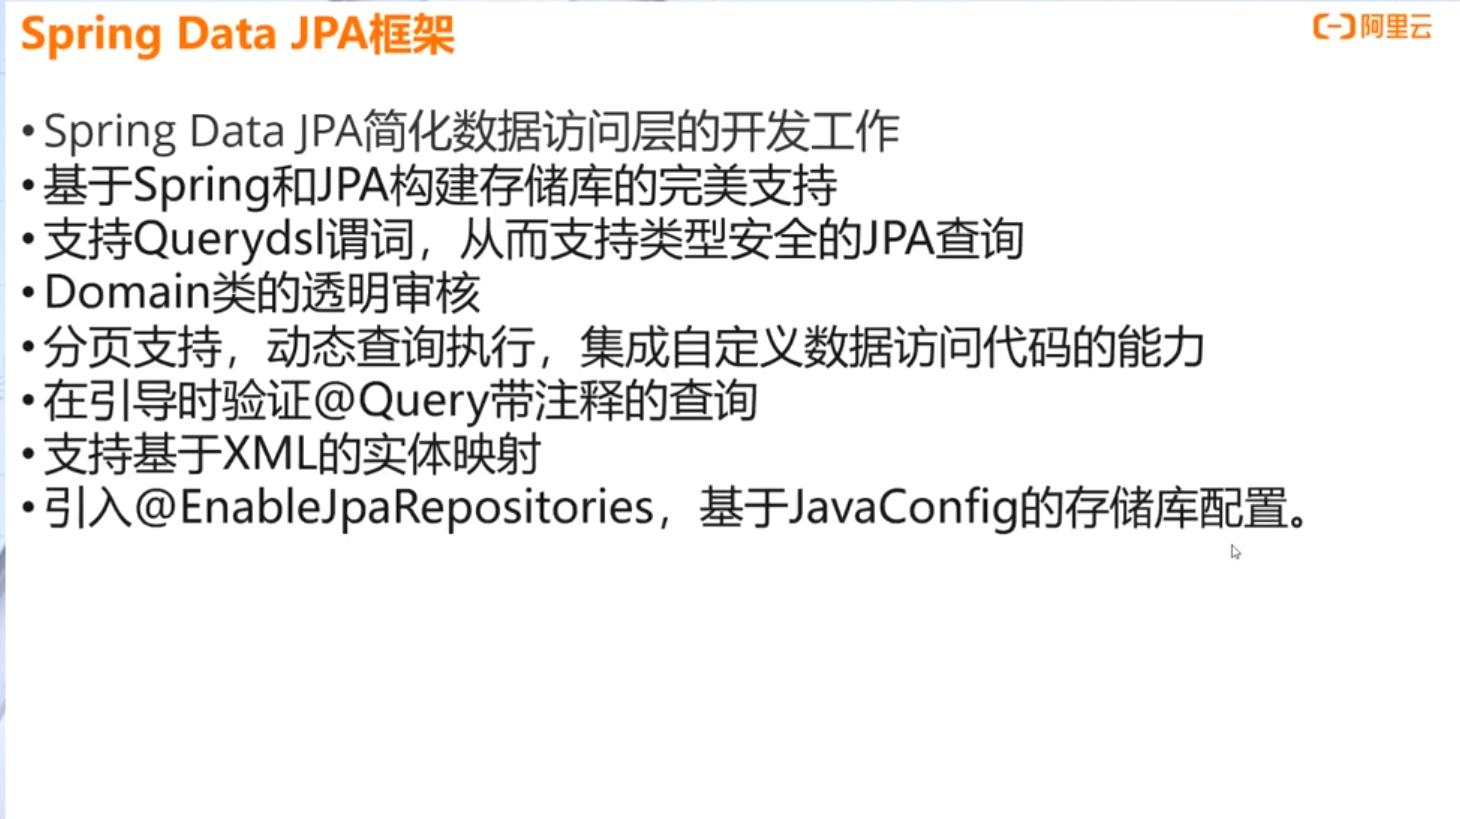 Spring Data JPA框架
阿里云
•Spring Data JPA简化数据访问层的开发工作
•基于Spring和JPA构建存储库的完美支持
•支持Querydsl谓词，从而支持类型安全的JPA查询
•Domain类的透明审核
•分页支持，动态查询执行，集成自定义数据访问代码的能力
•在引导时验证@Query带注释的查询
•支持基于XML的实体映射
•引入@EnableJpaRepositories，基于JavaConfig的存储库配置。